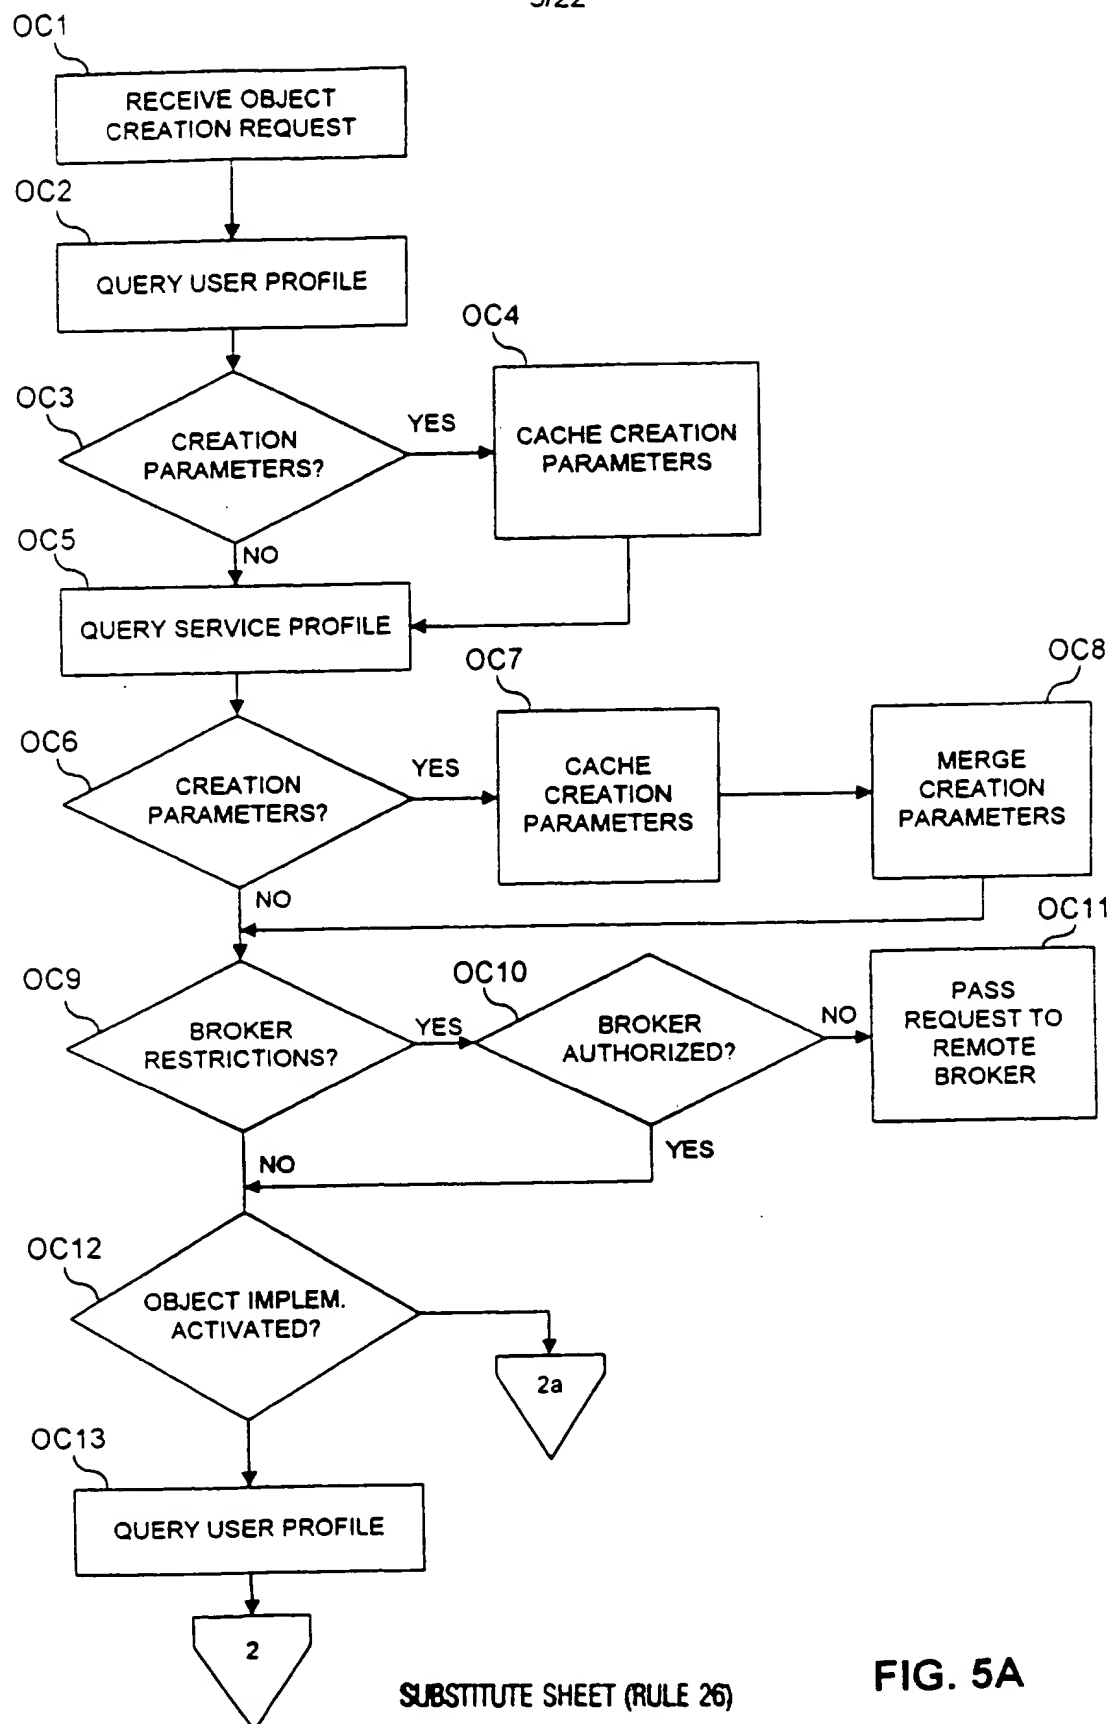 5/22
OC1
RECEIVE OBJECT
CREATION REQUEST
OC2
QUERY USER PROFILE
OC3
CREATION
PARAMETERS?
YES
OC4
CACHE CREATION
PARAMETERS
NO
OC5
QUERY SERVICE PROFILE
OC6
CREATION
PARAMETERS?
YES
OC7
CACHE
CREATION
PARAMETERS
OC8
MERGE
CREATION
PARAMETERS
NO
OC9
BROKER
RESTRICTIONS?
YES
OC10
BROKER
AUTHORIZED?
NO
OC11
PASS
REQUEST TO
REMOTE
BROKER
NO
YES
OC12
OBJECT IMPLEM.
ACTIVATED?
2a
OC13
QUERY USER PROFILE
2
SUBSTITUTE SHEET (RULE 26)
FIG. 5A